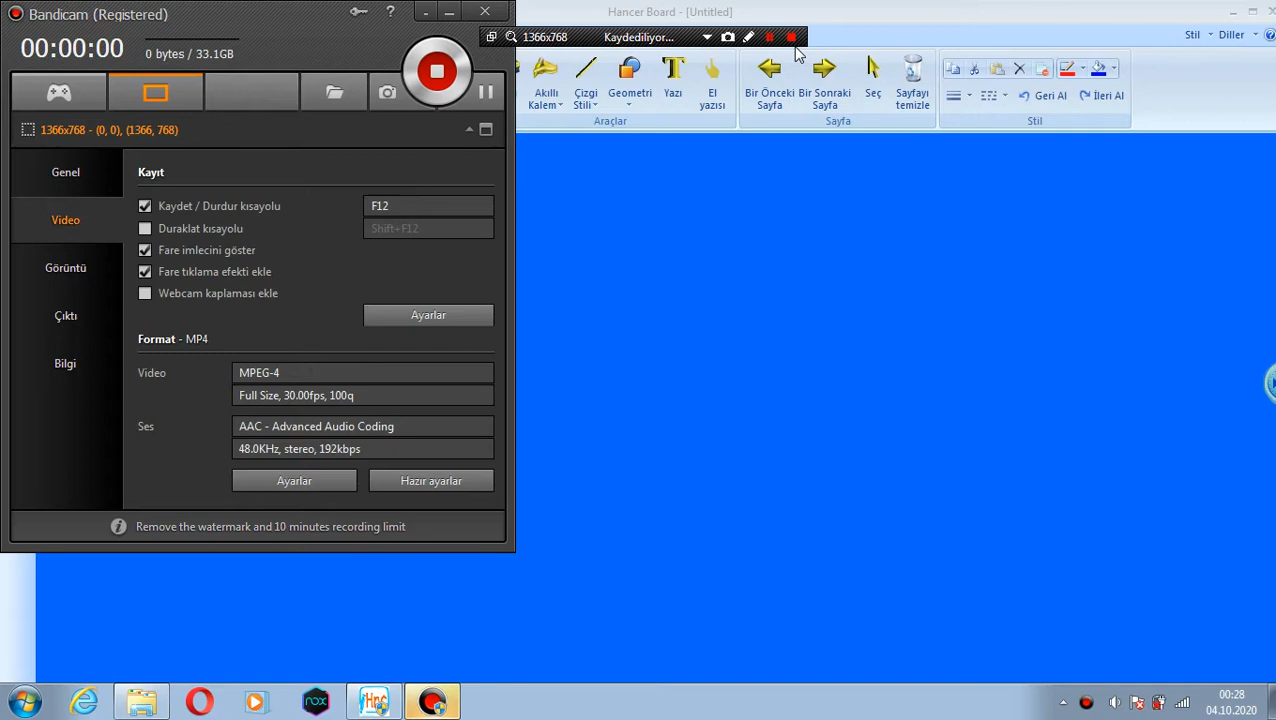 Bandicam (Registered)
?
Hancer Board - [Untitled]
1366x768
Kaydediliyor...
Stil
Diller
00:00:00
0 bytes / 33.1GB
Akıllı Kalem
Çizgi Stili
Geometri
Yazı
El yazısı
Bir Önceki Sayfa
Bir Sonraki Sayfa
Seç
Sayfayı temizle
Geri Al
İleri Al
Araçlar
Sayfa
Stil
1366x768 - (0, 0), (1366, 768)
Genel
Video
Görüntü
Çıktı
Bilgi
Kayıt
Kaydet / Durdur kısayolu
F12
Duraklat kısayolu
Shift+F12
Fare imlecini göster
Fare tıklama efekti ekle
Webcam kaplaması ekle
Ayarlar
Format - MP4
Video
MPEG-4
Full Size, 30.00fps, 100q
Ses
AAC - Advanced Audio Coding
48.0KHz, stereo, 192kbps
Ayarlar
Hazır ayarlar
Remove the watermark and 10 minutes recording limit
nox
Hnc
00:28
04.10.2020